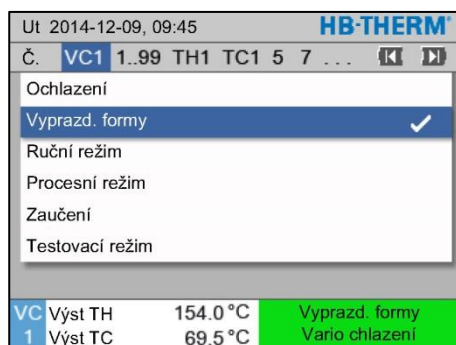 Ut 2014-12-09, 09:45 HB-THERM®
Č. VC1 1..99 TH1 TC1 5 7 ...
Ochlazení
Vyprazd. formy
Ruční režim
Procesní režim
Zaučení
Testovací režim
VC Výst TH 154.0 °C Vyprazd. formy
1 Výst TC 69.5 °C Vario chlazení